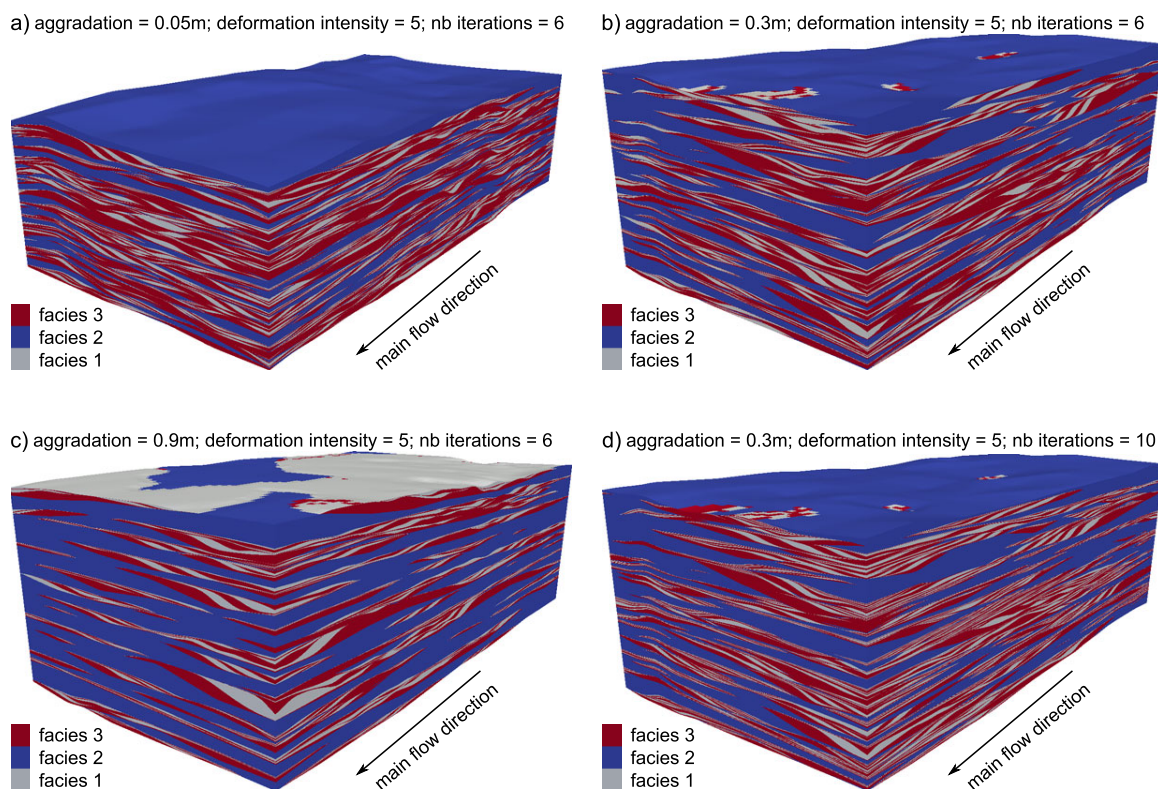 a) aggradation = 0.05m; deformation intensity = 5; nb iterations = 6
facies 3
facies 2
facies 1
main flow direction
b) aggradation = 0.3m; deformation intensity = 5; nb iterations = 6
facies 3
facies 2
facies 1
main flow direction
c) aggradation = 0.9m; deformation intensity = 5; nb iterations = 6
facies 3
facies 2
facies 1
main flow direction
d) aggradation = 0.3m; deformation intensity = 5; nb iterations = 10
facies 3
facies 2
facies 1
main flow direction